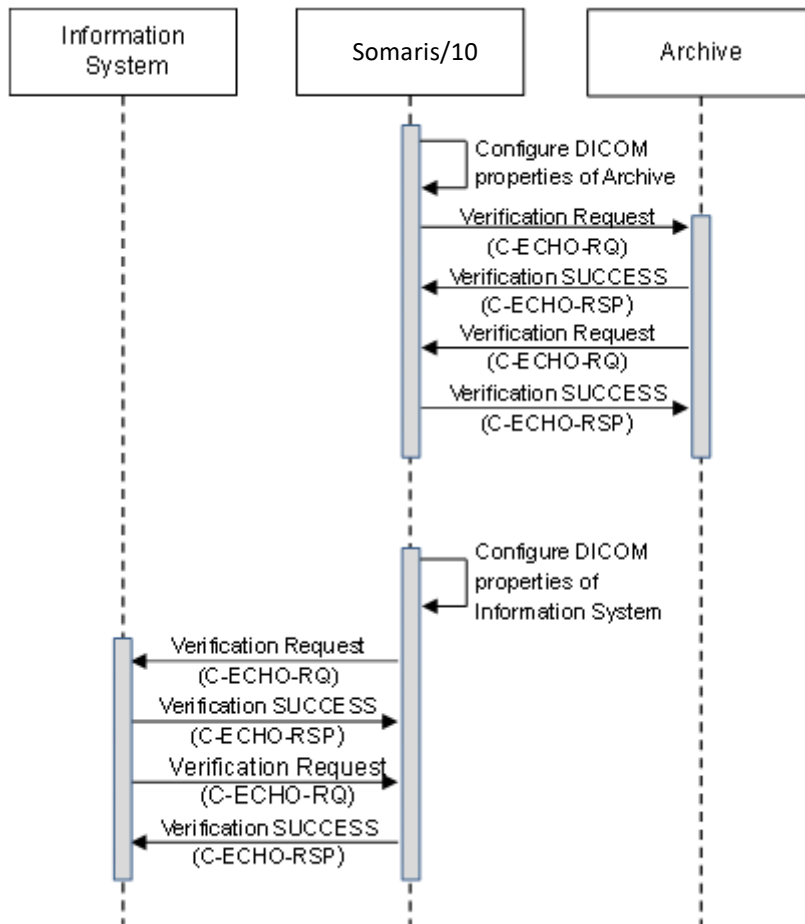 Information
System
Somaris/10
Archive
Configure DICOM
properties of Archive
Verification Request
(C-ECHO-RQ)
Verification SUCCESS
(C-ECHO-RSP)
Verification Request
(C-ECHO-RQ)
Verification SUCCESS
(C-ECHO-RSP)
Configure DICOM
properties of
Information System
Verification Request
(C-ECHO-RQ)
Verification SUCCESS
(C-ECHO-RSP)
Verification Request
(C-ECHO-RQ)
Verification SUCCESS
(C-ECHO-RSP)